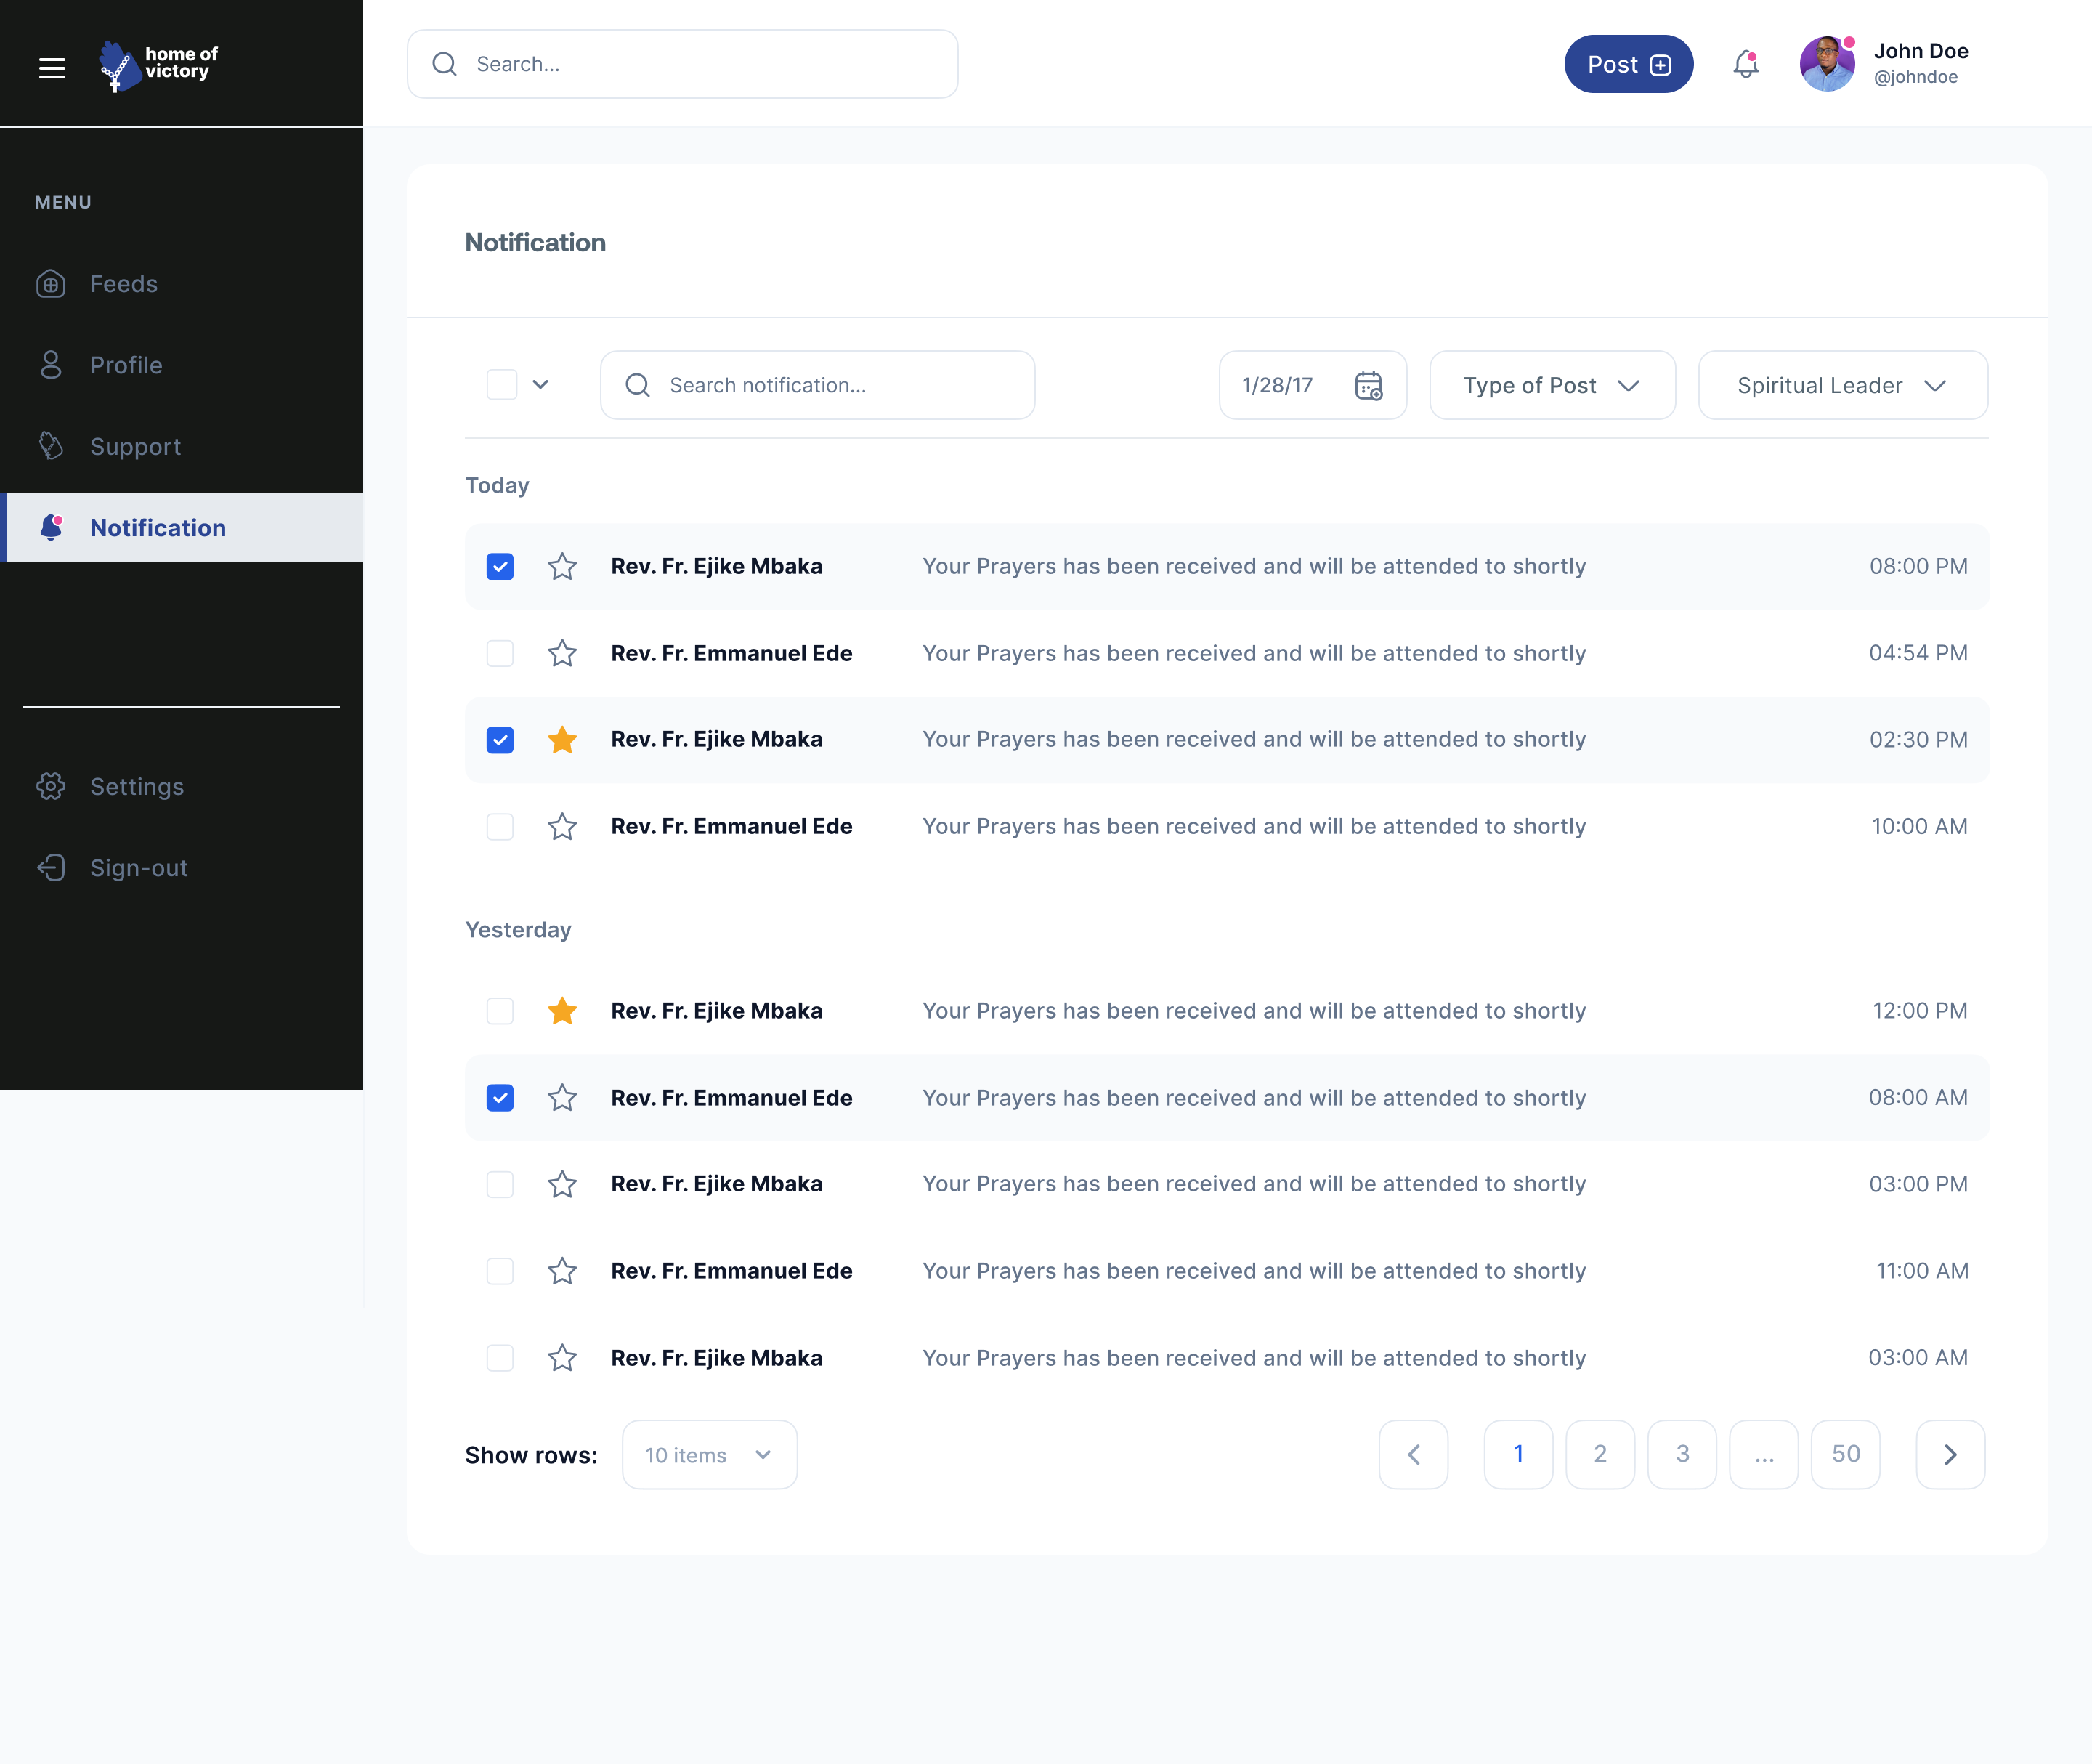 home of
victory
Search...
Post
John Doe
@johndoe
MENU
Feeds
Profile
Support
Notification
Settings
Sign-out
Notification
Search notification...
1/28/17
Type of Post
Spiritual Leader
Today
Rev. Fr. Ejike Mbaka Your Prayers has been received and will be attended to shortly 08:00 PM
Rev. Fr. Emmanuel Ede Your Prayers has been received and will be attended to shortly 04:54 PM
Rev. Fr. Ejike Mbaka Your Prayers has been received and will be attended to shortly 02:30 PM
Rev. Fr. Emmanuel Ede Your Prayers has been received and will be attended to shortly 10:00 AM
Yesterday
Rev. Fr. Ejike Mbaka Your Prayers has been received and will be attended to shortly 12:00 PM
Rev. Fr. Emmanuel Ede Your Prayers has been received and will be attended to shortly 08:00 AM
Rev. Fr. Ejike Mbaka Your Prayers has been received and will be attended to shortly 03:00 PM
Rev. Fr. Emmanuel Ede Your Prayers has been received and will be attended to shortly 11:00 AM
Rev. Fr. Ejike Mbaka Your Prayers has been received and will be attended to shortly 03:00 AM
Show rows: 10 items 1 2 3 ... 50